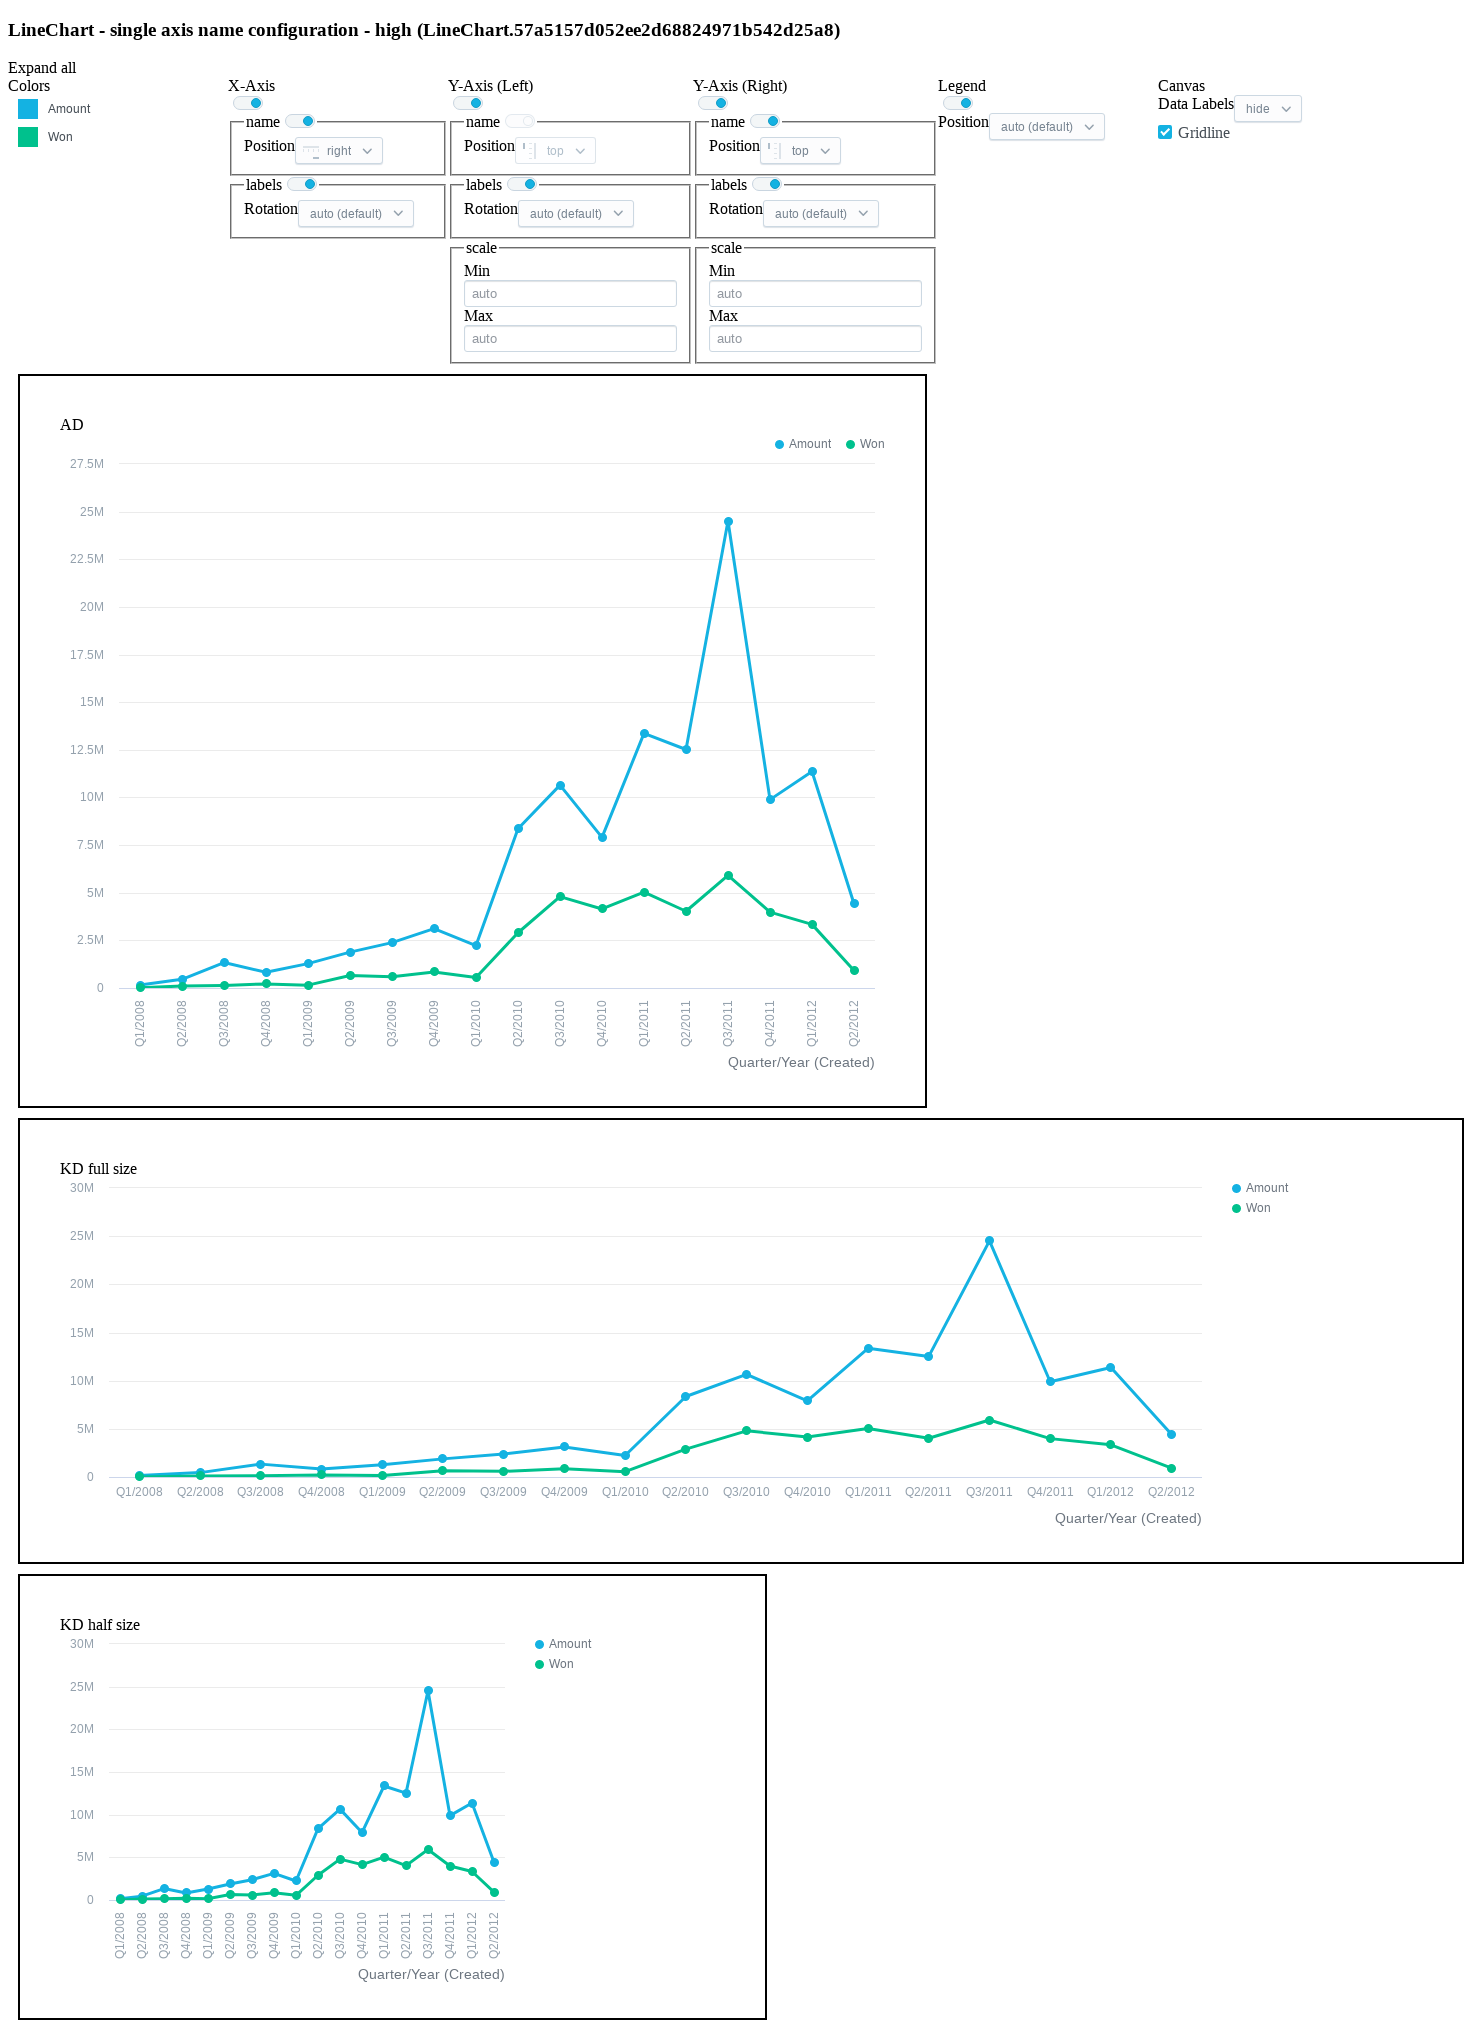 LineChart - single axis name configuration - high (LineChart.57a5157d052ee2d68824971b542d25a8)
Expand all
Colors
Amount
Won
X-Axis
name
Position right
labels
Rotation auto (default)
Y-Axis (Left)
name
Position top
labels
Rotation auto (default)
scale
Min
auto
Max
auto
Y-Axis (Right)
name
Position top
labels
Rotation auto (default)
scale
Min
auto
Max
auto
Legend
Position auto (default)
Canvas
Data Labels hide
Gridline
AD
Amount Won
27.5M
25M
22.5M
20M
17.5M
15M
12.5M
10M
7.5M
5M
2.5M
0
Q1/2008 Q2/2008 Q3/2008 Q4/2008 Q1/2009 Q2/2009 Q3/2009 Q4/2009 Q1/2010 Q2/2010 Q3/2010 Q4/2010 Q1/2011 Q2/2011 Q3/2011 Q4/2011 Q1/2012 Q2/2012
Quarter/Year (Created)
KD full size
Amount
Won
30M
25M
20M
15M
10M
5M
0
Q1/2008 Q2/2008 Q3/2008 Q4/2008 Q1/2009 Q2/2009 Q3/2009 Q4/2009 Q1/2010 Q2/2010 Q3/2010 Q4/2010 Q1/2011 Q2/2011 Q3/2011 Q4/2011 Q1/2012 Q2/2012
Quarter/Year (Created)
KD half size
Amount
Won
30M
25M
20M
15M
10M
5M
0
Q1/2008 Q2/2008 Q3/2008 Q4/2008 Q1/2009 Q2/2009 Q3/2009 Q4/2009 Q1/2010 Q2/2010 Q3/2010 Q4/2010 Q1/2011 Q2/2011 Q3/2011 Q4/2011 Q1/2012 Q2/2012
Quarter/Year (Created)